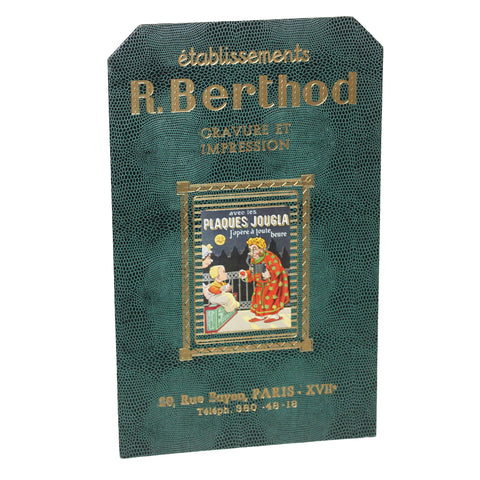 établissements
R. Berthod
GRAVURE ET
IMPRESSION
avec les
PLAQUES JOUGLA
j'opère à toute
heure
20, Rue Bayen, PARIS - XVIIe
Téléph. 380 -48 -18